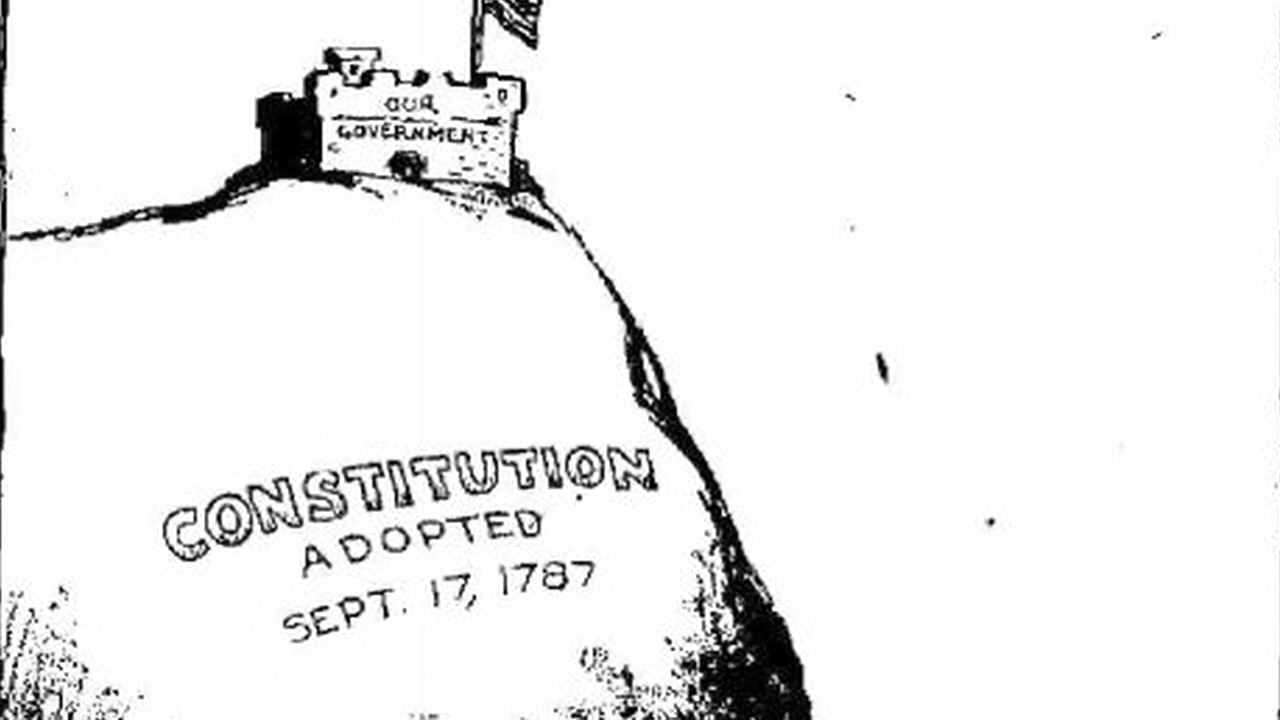 OUR
GOVERNMENT
CONSTITUTION
ADOPTED
SEPT. 17, 1787